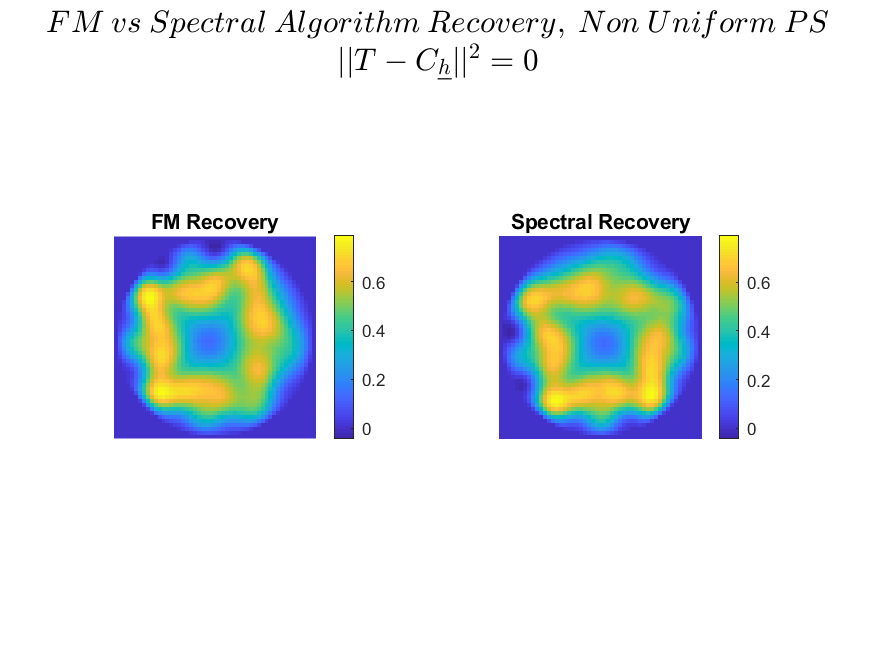 FM vs Spectral Algorithm Recovery, Non Uniform PS
||T − C_h||² = 0
FM Recovery
0.6
0.4
0.2
0
Spectral Recovery
0.6
0.4
0.2
0